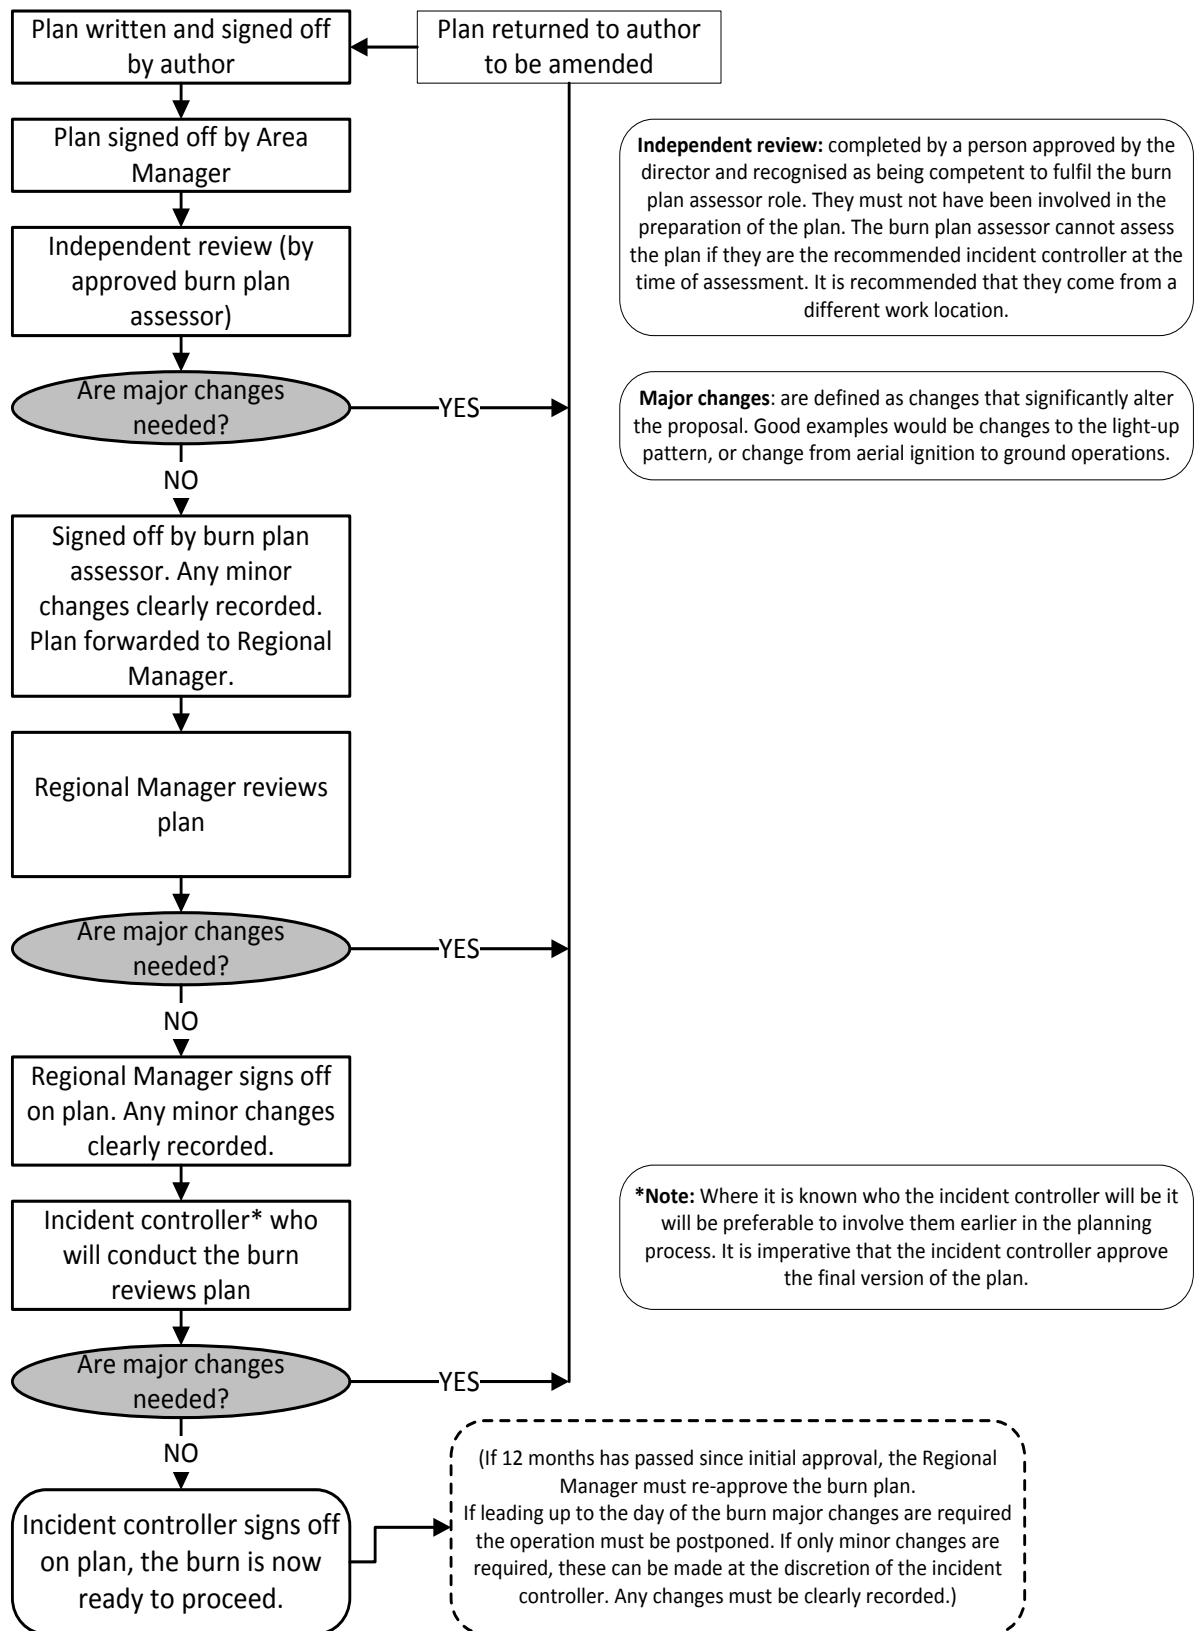 Plan written and signed off
by author
Plan returned to author
to be amended
Plan signed off by Area
Manager
Independent review: completed by a person approved by the
director and recognised as being competent to fulfil the burn
plan assessor role. They must not have been involved in the
preparation of the plan. The burn plan assessor cannot assess
the plan if they are the recommended incident controller at the
time of assessment. It is recommended that they come from a
different work location.
Independent review (by
approved burn plan
assessor)
Are major changes
needed?
YES
Major changes: are defined as changes that significantly alter
the proposal. Good examples would be changes to the light-up
pattern, or change from aerial ignition to ground operations.
NO
Signed off by burn plan
assessor. Any minor
changes clearly recorded.
Plan forwarded to Regional
Manager.
Regional Manager reviews
plan
Are major changes
needed?
YES
NO
Regional Manager signs off
on plan. Any minor changes
clearly recorded.
Incident controller* who
will conduct the burn
reviews plan
*Note: Where it is known who the incident controller will be it
will be preferable to involve them earlier in the planning
process. It is imperative that the incident controller approve
the final version of the plan.
Are major changes
needed?
YES
NO
Incident controller signs off
on plan, the burn is now
ready to proceed.
(If 12 months has passed since initial approval, the Regional
Manager must re-approve the burn plan.
If leading up to the day of the burn major changes are required
the operation must be postponed. If only minor changes are
required, these can be made at the discretion of the incident
controller. Any changes must be clearly recorded.)